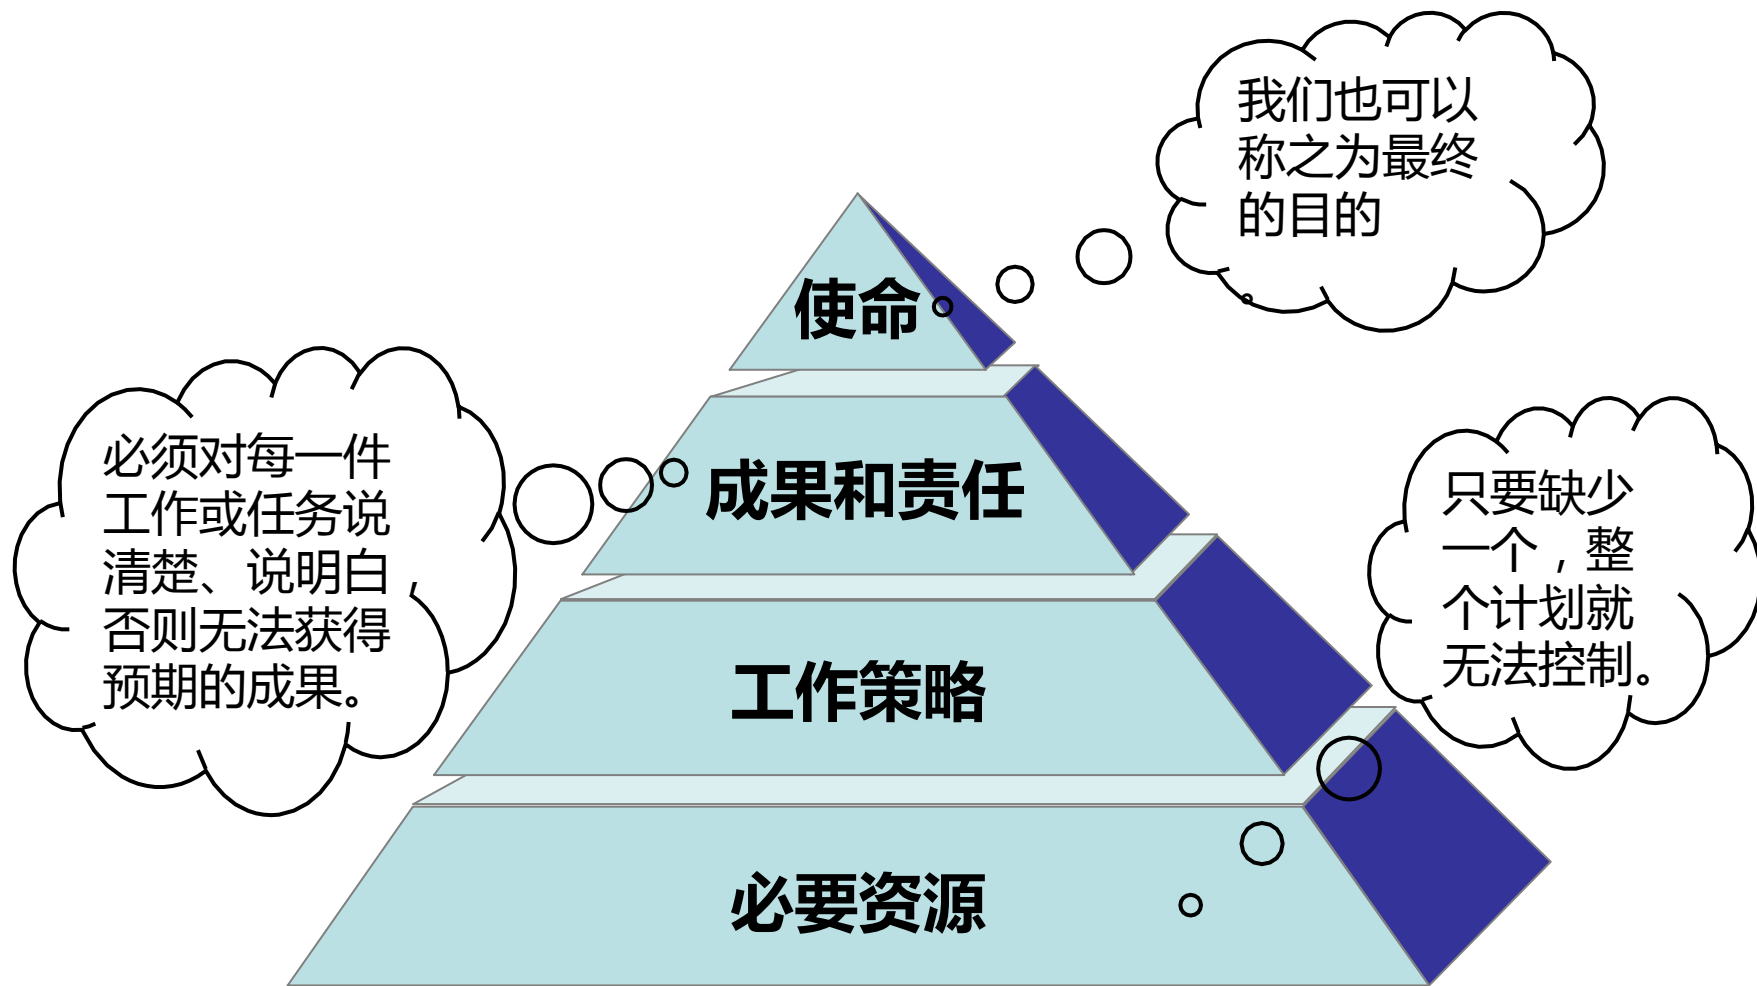 我们也可以
称之为最终
的目的
使命
必须对每一件
工作或任务说
清楚、说明白
否则无法获得
预期的成果。
成果和责任
只要缺少
一个，整
个计划就
无法控制。
工作策略
必要资源